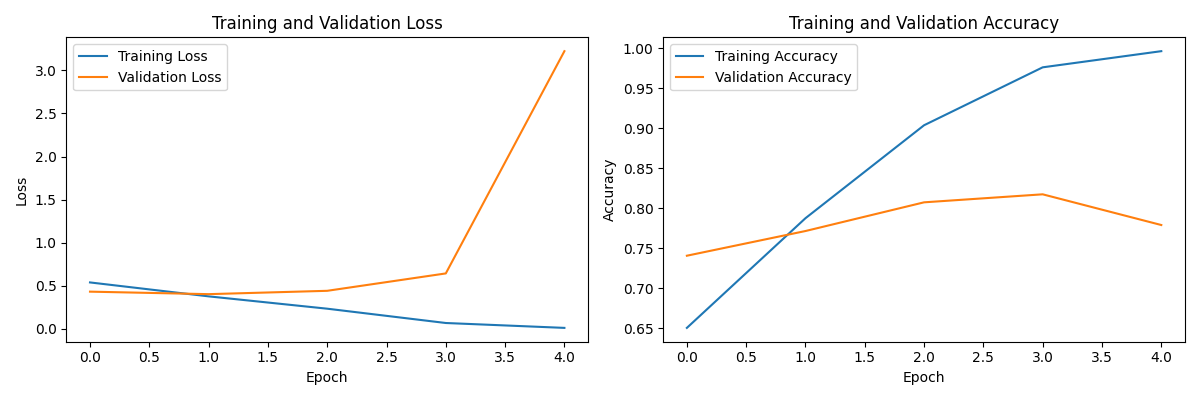 Training and Validation Loss
Training Loss
Validation Loss
3.0
2.5
2.0
1.5
1.0
0.5
0.0
Loss
0.0 0.5 1.0 1.5 2.0 2.5 3.0 3.5 4.0
Epoch
Training and Validation Accuracy
Training Accuracy
Validation Accuracy
1.00
0.95
0.90
0.85
0.80
0.75
0.70
0.65
Accuracy
0.0 0.5 1.0 1.5 2.0 2.5 3.0 3.5 4.0
Epoch